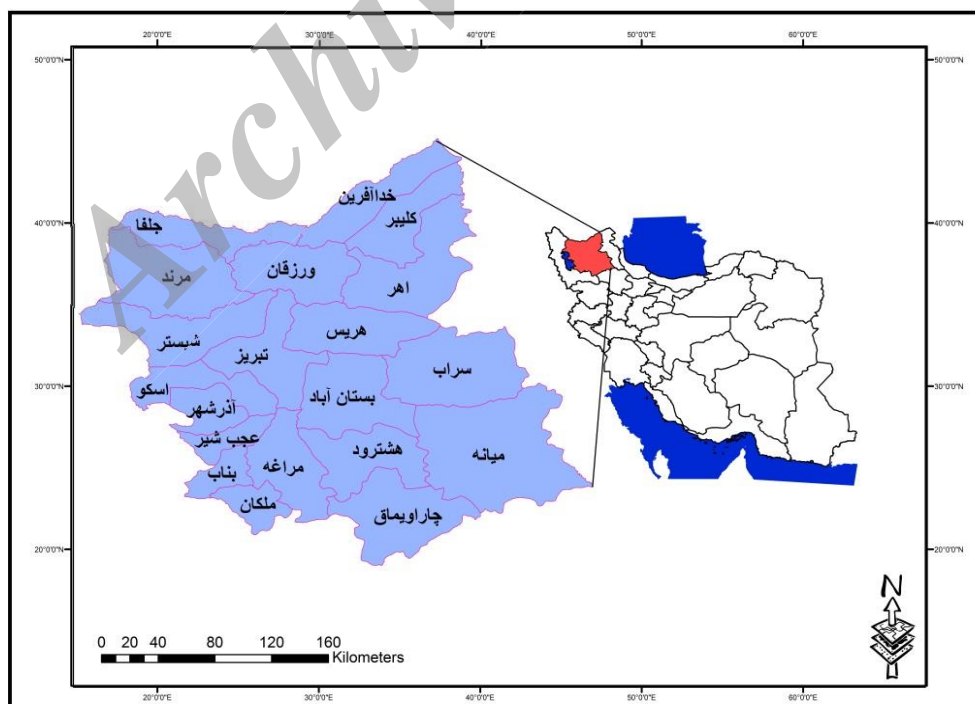 Archiv
20°0'0"E 30°0'0"E 40°0'0"E 50°0'0"E 60°0'0"E
50°0'0"N 50°0'0"N
خداآفرین
کلیبر
جلفا
40°0'0"N 40°0'0"N
ورزقان
مرند
اهر
هریس
شبستر
تبریز
سراب
30°0'0"N 30°0'0"N
اسکو
بستان آباد
آذرشهر
عجب شیر
هشترود
میانه
مراغه
بناب
ملکان
چاراویماق
20°0'0"N 20°0'0"N
N
0 20 40 80 120 160
Kilometers
20°0'0"E 30°0'0"E 40°0'0"E 50°0'0"E 60°0'0"E